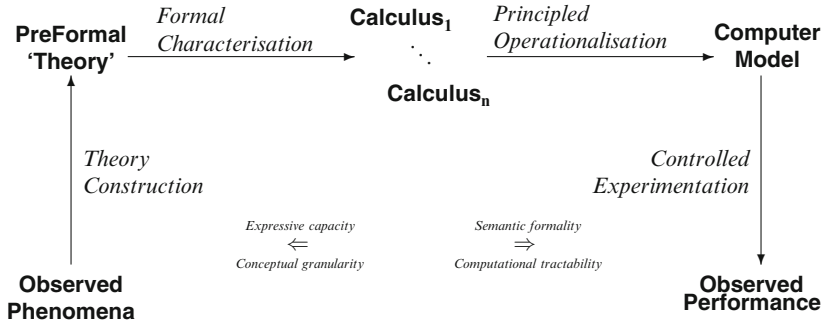 PreFormal
'Theory'
Formal
Characterisation
Calculus₁
⋱
Calculusₙ
Principled
Operationalisation
Computer
Model
Theory
Construction
Controlled
Experimentation
Expressive capacity
⇐
Conceptual granularity
Semantic formality
⇒
Computational tractability
Observed
Phenomena
Observed
Performance